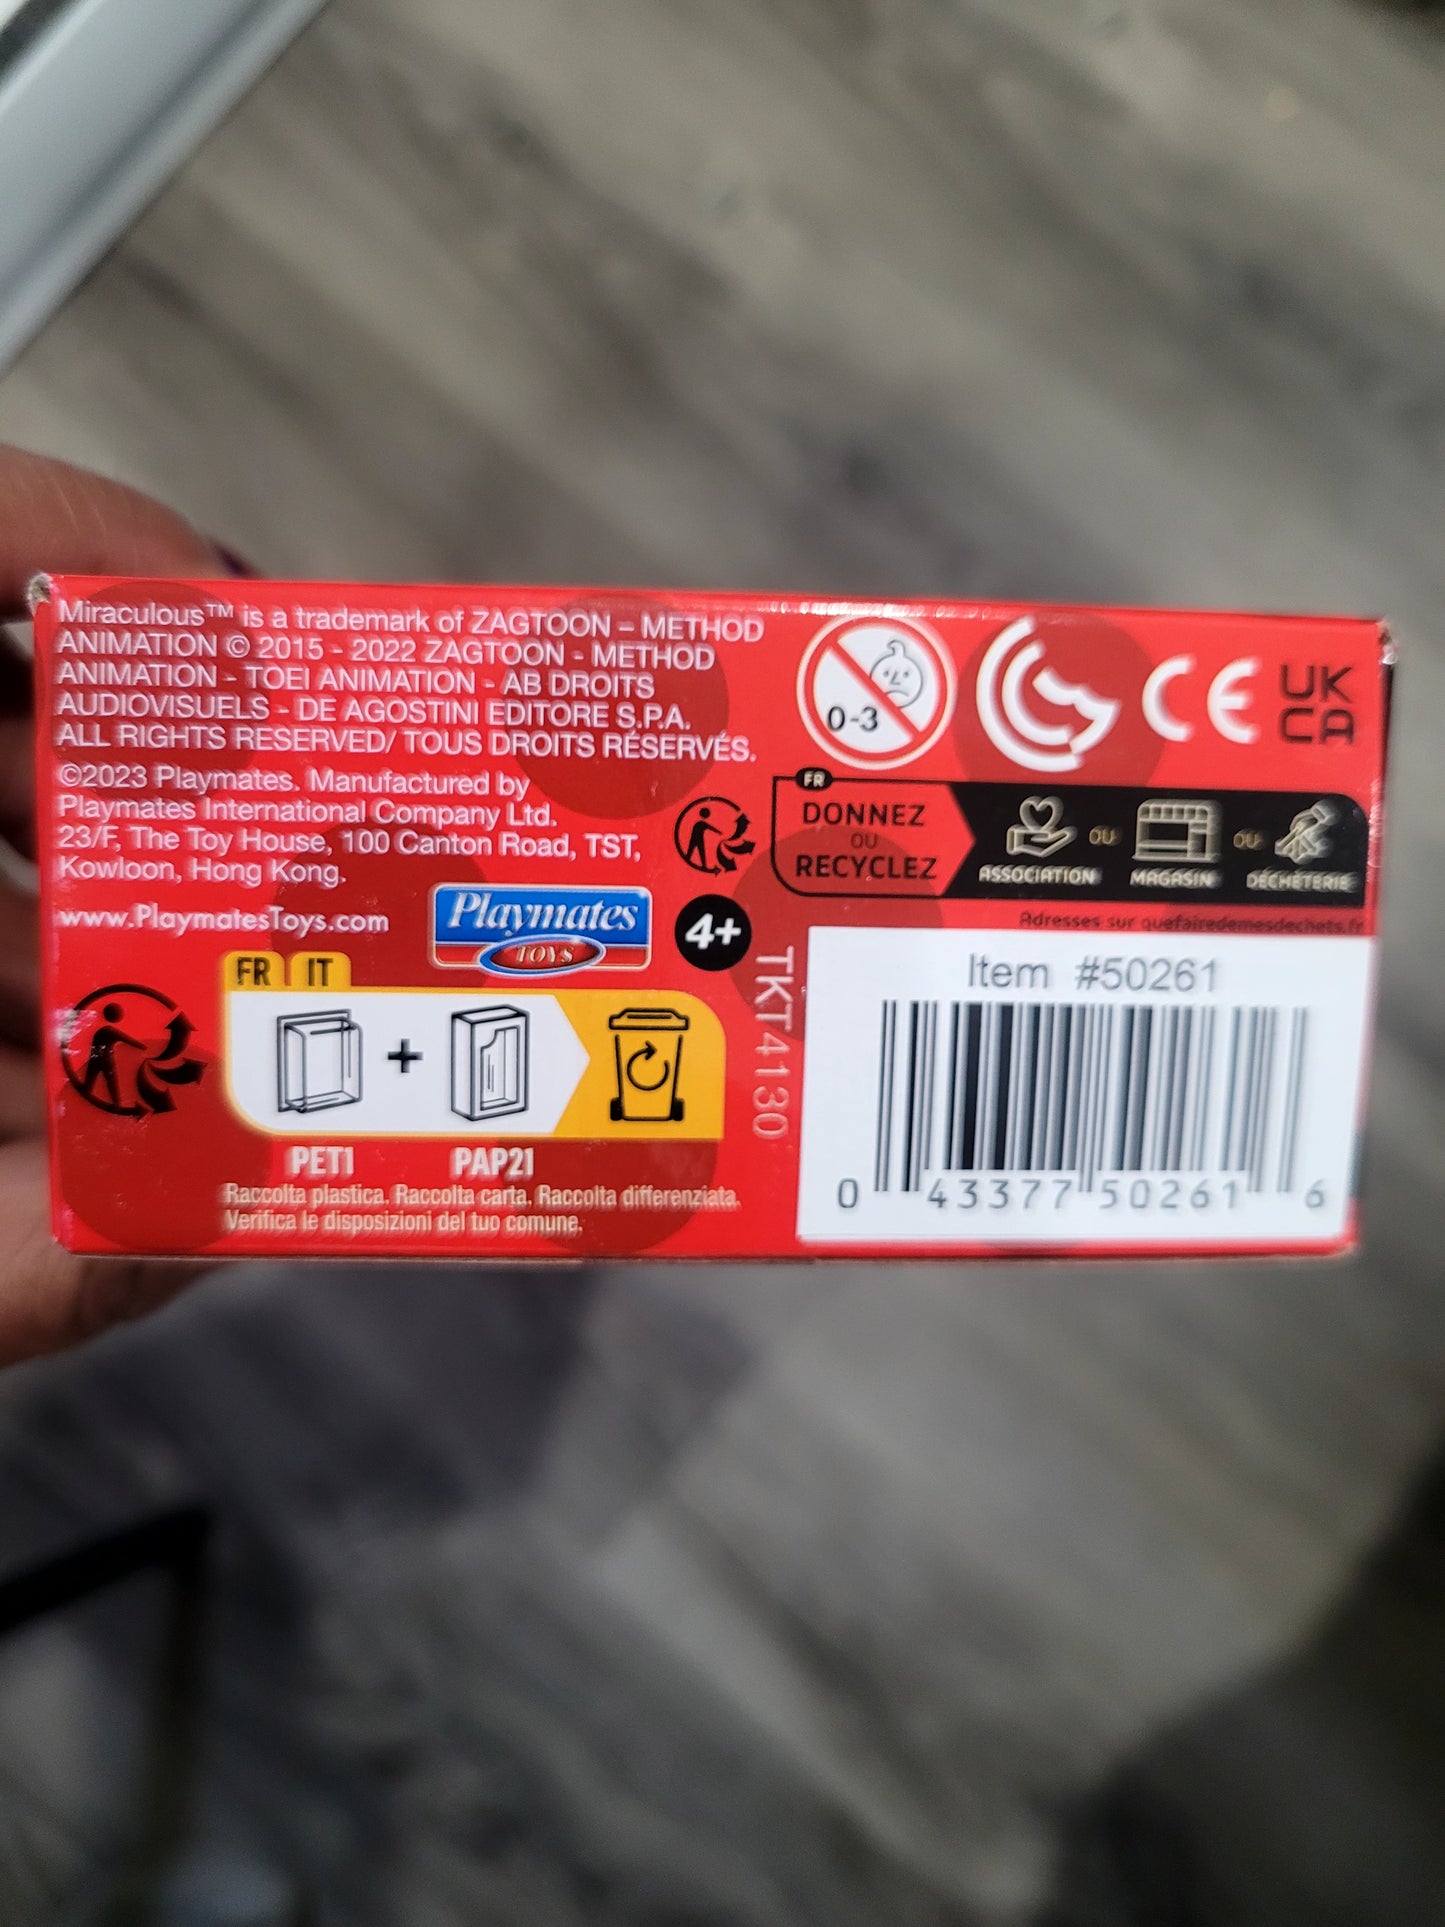 Miraculous™ is a trademark of ZAGTOON – METHOD
ANIMATION © 2015 - 2022 ZAGTOON - METHOD
ANIMATION - TOEI ANIMATION - AB DROITS
AUDIOVISUELS - DE AGOSTINI EDITORE S.P.A.
ALL RIGHTS RESERVED/ TOUS DROITS RÉSERVÉS.
©2023 Playmates. Manufactured by
Playmates International Company Ltd.
23/F, The Toy House, 100 Canton Road, TST,
Kowloon, Hong Kong.
www.PlaymatesToys.com
Playmates
TOYS
4+
0-3
CE
UK
CA
FR
DONNEZ
OU
RECYCLEZ
ASSOCIATION
OU
MAGASIN
OU
DÉCHÈTERIE
Adresses sur quefairedemesdechets.fr
FR IT
+
PET1 PAP21
Raccolta plastica. Raccolta carta. Raccolta differenziata.
Verifica le disposizioni del tuo comune.
TKT4130
Item #50261
0 43377 50261 6